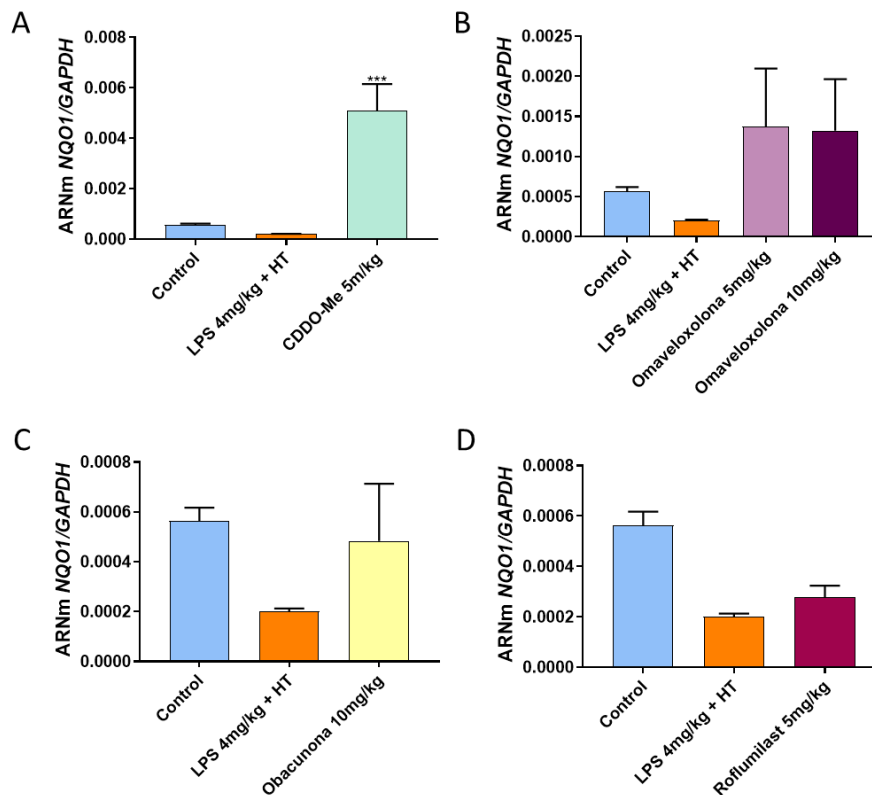 A
ARNm NQO1/GAPDH
0.008
0.006
0.004
0.002
0.000
***
Control
LPS 4mg/kg + HT
CDDO-Me 5m/kg
B
ARNm NQO1/GAPDH
0.0025
0.0020
0.0015
0.0010
0.0005
0.0000
Control
LPS 4mg/kg + HT
Omaveloxolona 5mg/kg
Omaveloxolona 10mg/kg
C
ARNm NQO1/GAPDH
0.0008
0.0006
0.0004
0.0002
0.0000
Control
LPS 4mg/kg + HT
Obacunona 10mg/kg
D
ARNm NQO1/GAPDH
0.0008
0.0006
0.0004
0.0002
0.0000
Control
LPS 4mg/kg + HT
Roflumilast 5mg/kg